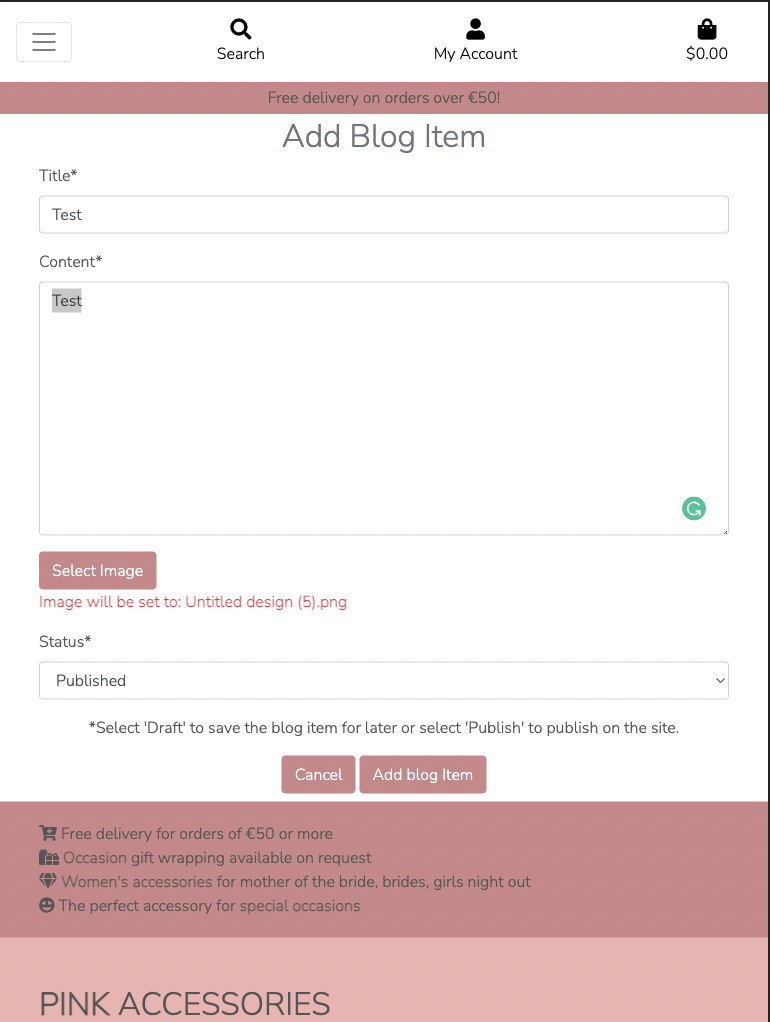 Search
My Account
$0.00
Free delivery on orders over €50!
Add Blog Item
Title*
Test
Content*
Test
Select Image
Image will be set to: Untitled design (5).png
Status*
Published
*Select 'Draft' to save the blog item for later or select 'Publish' to publish on the site.
Cancel Add blog Item
Free delivery for orders of €50 or more
Occasion gift wrapping available on request
Women's accessories for mother of the bride, brides, girls night out
The perfect accessory for special occasions
PINK ACCESSORIES